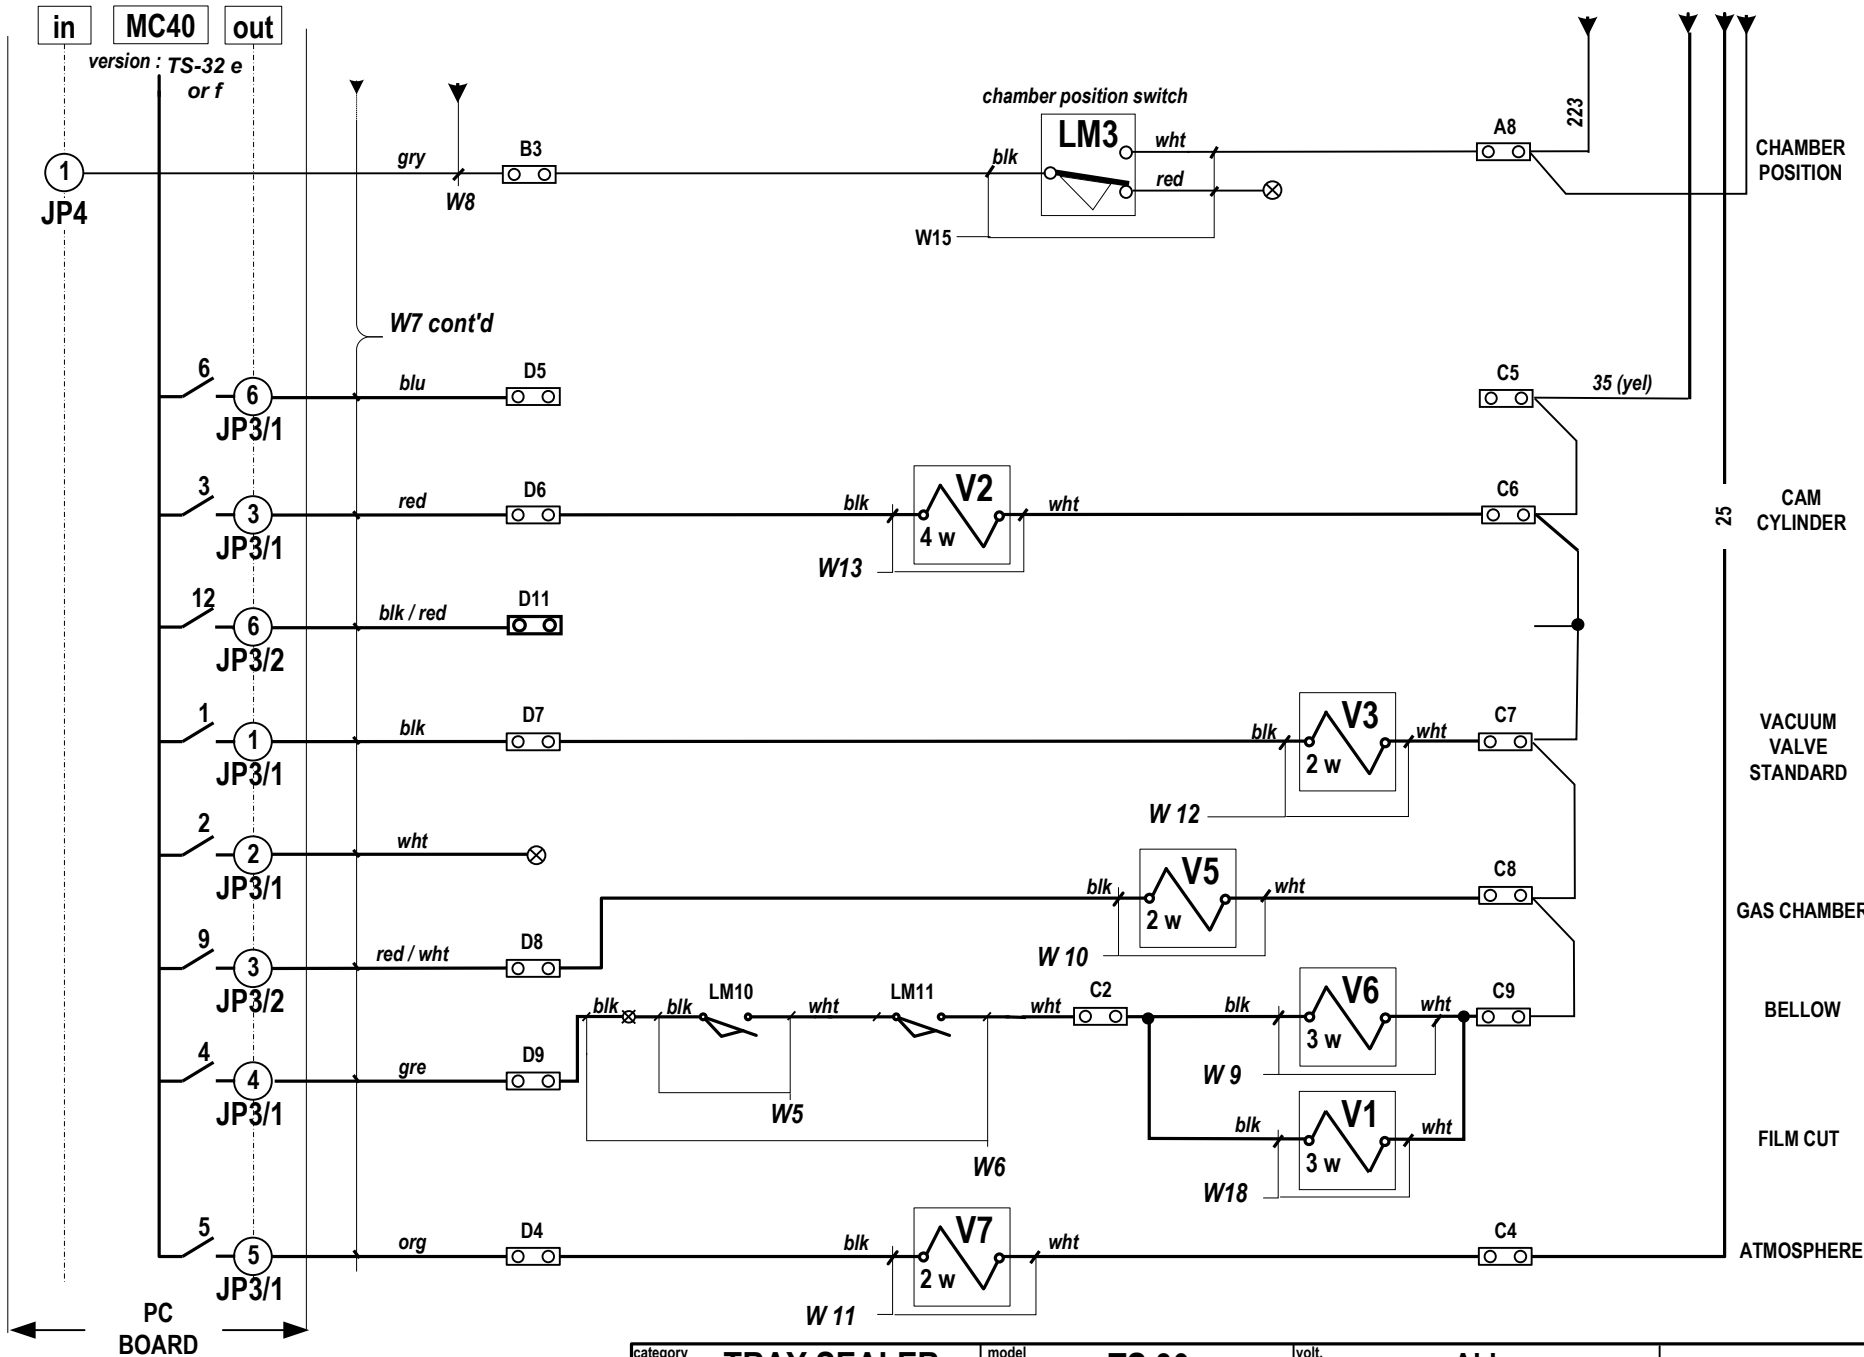 in MC40 out
version : TS-32 e
or f
chamber position switch
LM3
wht
red
blk
gry
B3
W8
W15
A8
223
CHAMBER
POSITION
1
JP4
W7 cont'd
6
6
JP3/1
blu
D5
C5
35 (yel)
3
3
JP3/1
red
D6
blk
V2
4 w
wht
W13
C6
25
CAM
CYLINDER
12
6
JP3/2
blk / red
D11
1
1
JP3/1
blk
D7
blk
V3
2 w
wht
W 12
C7
VACUUM
VALVE
STANDARD
2
2
JP3/1
wht
blk
V5
2 w
wht
W 10
C8
GAS CHAMBER
9
3
JP3/2
red / wht
D8
blk
blk
LM10
wht
LM11
wht
C2
blk
V6
3 w
wht
W 9
C9
BELLOW
4
4
JP3/1
gre
D9
W5
W6
blk
V1
3 w
wht
W18
FILM CUT
5
5
JP3/1
org
D4
blk
V7
2 w
wht
W 11
C4
ATMOSPHERE
PC
BOARD
category
model
volt.